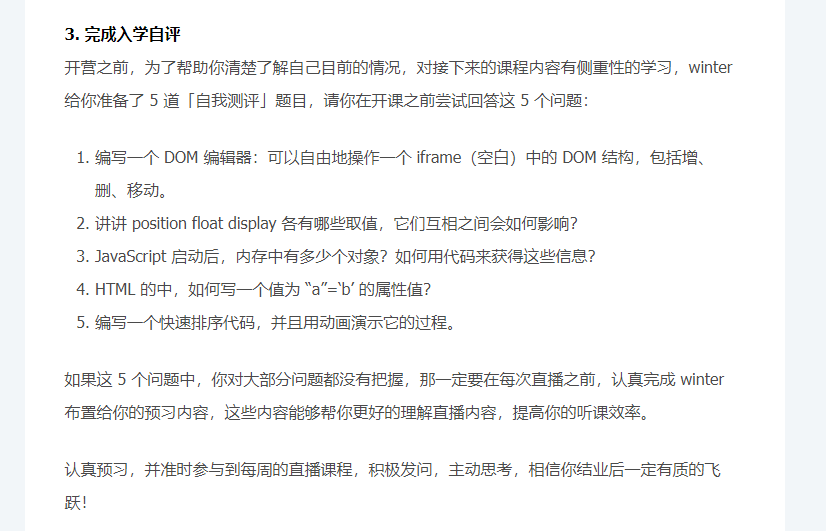 3. 完成入学自评
开营之前，为了帮助你清楚了解自己目前的情况，对接下来的课程内容有侧重性的学习，winter
给你准备了 5 道「自我测评」题目，请你在开课之前尝试回答这 5 个问题：
1. 编写一个 DOM 编辑器：可以自由地操作一个 iframe（空白）中的 DOM 结构，包括增、
删、移动。
2. 讲讲 position float display 各有哪些取值，它们互相之间会如何影响？
3. JavaScript 启动后，内存中有多少个对象？如何用代码来获得这些信息？
4. HTML 的中，如何写一个值为 “a”=‘b’ 的属性值？
5. 编写一个快速排序代码，并且用动画演示它的过程。
如果这 5 个问题中，你对大部分问题都没有把握，那一定要在每次直播之前，认真完成 winter
布置给你的预习内容，这些内容能够帮你更好的理解直播内容，提高你的听课效率。
认真预习，并准时参与到每周的直播课程，积极发问，主动思考，相信你结业后一定有质的飞
跃！